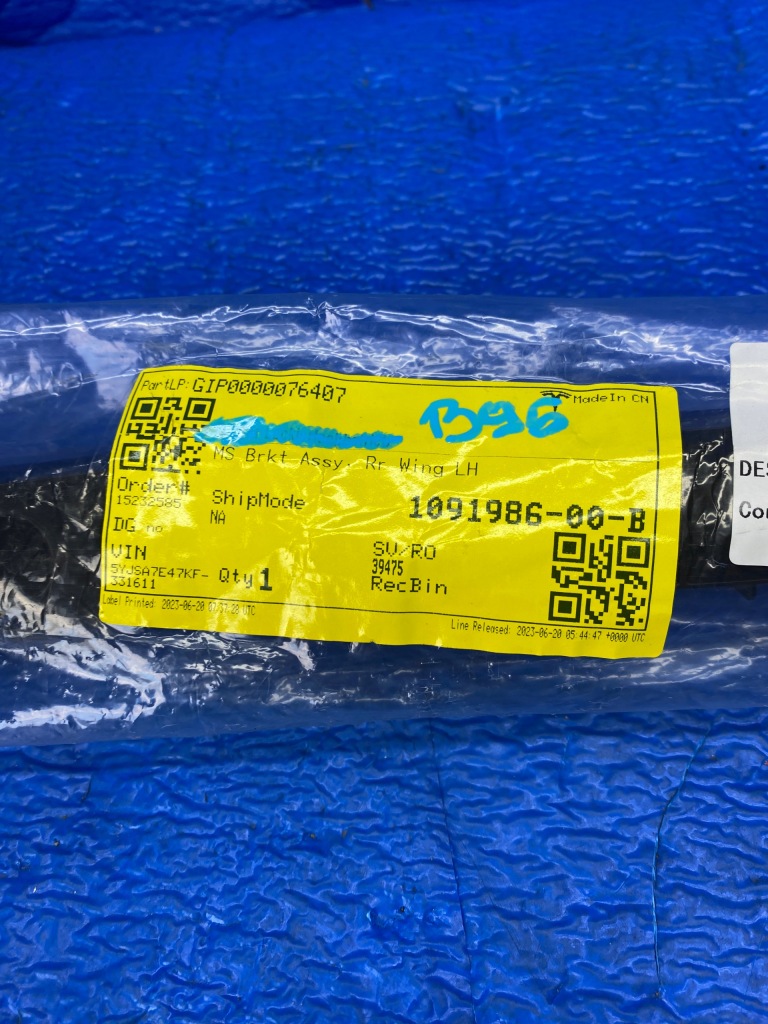 PartLP: GIP0000076407
MadeIn CN
B96
MS Brkt Assy, Rr Wing LH
Order#
15232585
ShipMode
NA
1091986-00-B
DG no
VIN
5YJSA7E47KF-
331611
Qty 1
SV/RO
39475
RecBin
Label Printed: 2023-06-20 UTC
Line Released: 2023-06-20 05:44:47 +0000 UTC
DES
Co